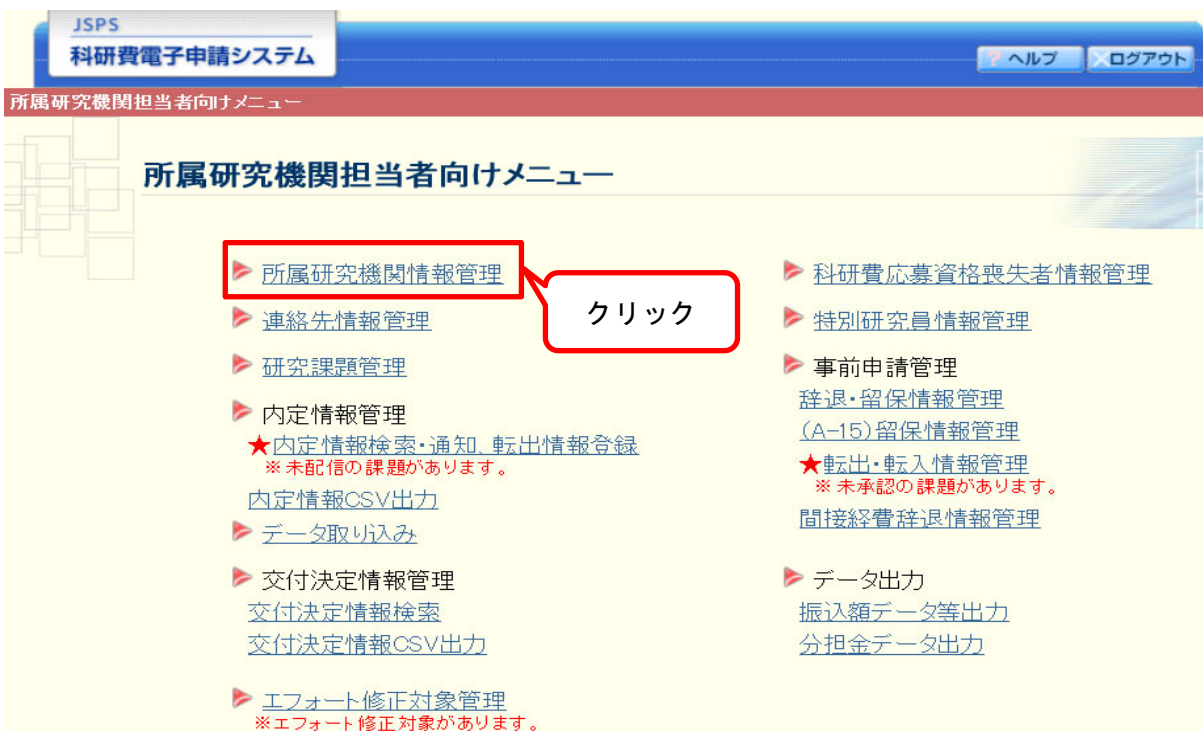 JSPS
科研費電子申請システム
? ヘルプ
×ログアウト
所属研究機関担当者向けメニュー
所属研究機関担当者向けメニュー
所属研究機関情報管理
クリック
連絡先情報管理
研究課題管理
内定情報管理
★内定情報検索・通知、転出情報登録
※未配信の課題があります。
内定情報CSV出力
データ取り込み
交付決定情報管理
交付決定情報検索
交付決定情報CSV出力
エフォート修正対象管理
※エフォート修正対象があります。
科研費応募資格喪失者情報管理
特別研究員情報管理
事前申請管理
辞退・留保情報管理
(A-15)留保情報管理
★転出・転入情報管理
※未承認の課題があります。
間接経費辞退情報管理
データ出力
振込額データ等出力
分担金データ出力